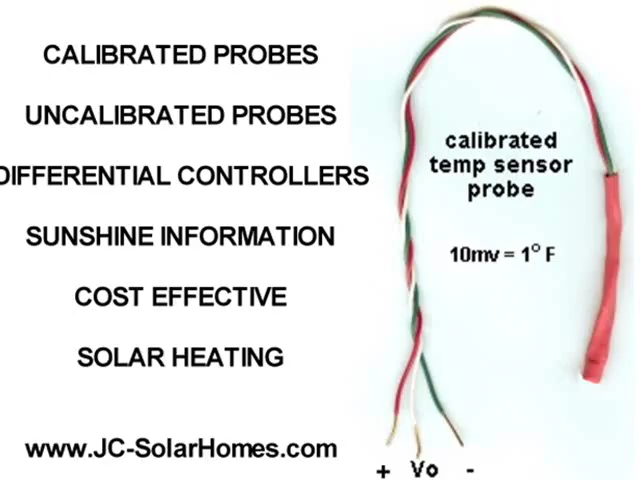 CALIBRATED PROBES
UNCALIBRATED PROBES
DIFFERENTIAL CONTROLLERS
SUNSHINE INFORMATION
COST EFFECTIVE
SOLAR HEATING
www.JC-SolarHomes.com
calibrated
temp sensor
probe
10mv = 1° F
+ Vo -